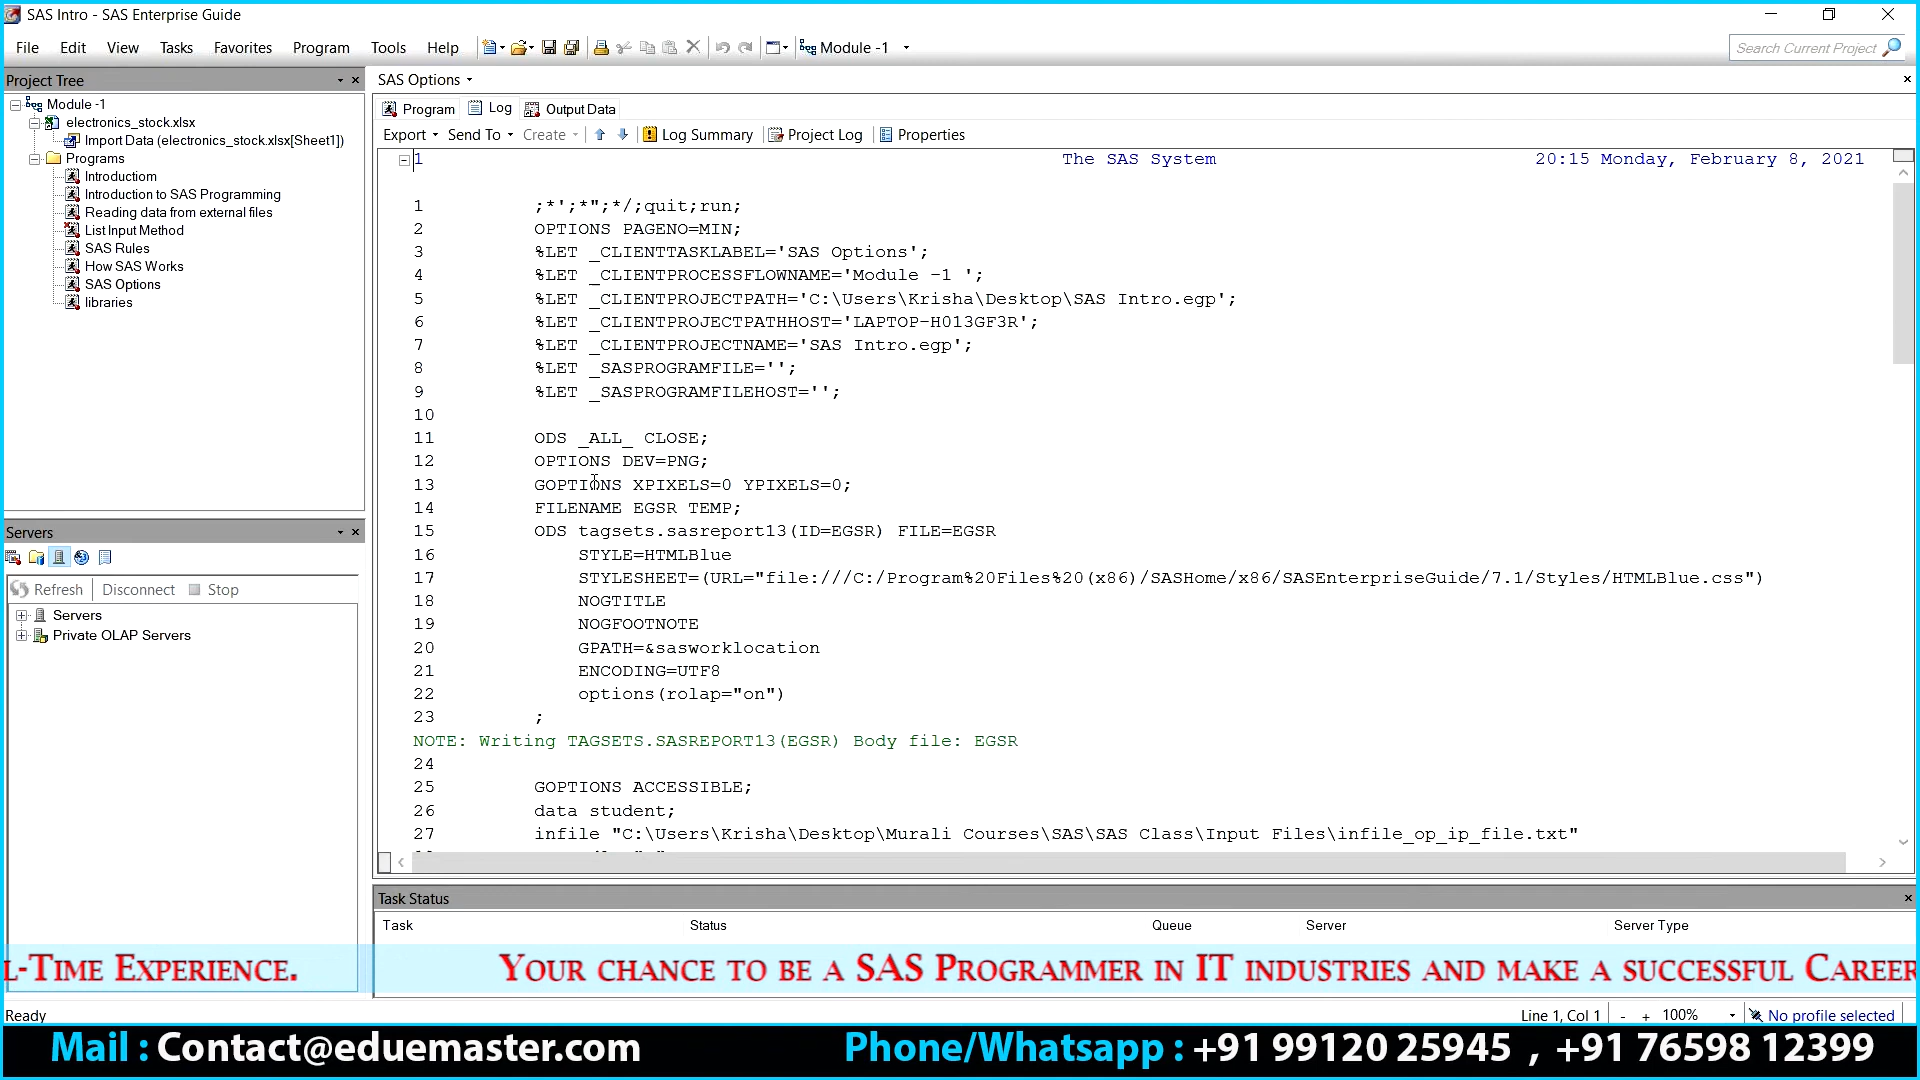 SAS Intro - SAS Enterprise Guide
File Edit View Tasks Favorites Program Tools Help Module -1 Search Current Project
Project Tree
Module -1
electronics_stock.xlsx
Import Data (electronics_stock.xlsx[Sheet1])
Programs
Introductiom
Introduction to SAS Programming
Reading data from external files
List Input Method
SAS Rules
How SAS Works
SAS Options
libraries
Servers
Refresh Disconnect Stop
Servers
Private OLAP Servers
SAS Options
Program Log Output Data
Export Send To Create Log Summary Project Log Properties
1 The SAS System 20:15 Monday, February 8, 2021
1 ;*';*";*/;quit;run;
2 OPTIONS PAGENO=MIN;
3 %LET _CLIENTTASKLABEL='SAS Options';
4 %LET _CLIENTPROCESSFLOWNAME='Module -1 ';
5 %LET _CLIENTPROJECTPATH='C:\Users\Krisha\Desktop\SAS Intro.egp';
6 %LET _CLIENTPROJECTPATHHOST='LAPTOP-H013GF3R';
7 %LET _CLIENTPROJECTNAME='SAS Intro.egp';
8 %LET _SASPROGRAMFILE='';
9 %LET _SASPROGRAMFILEHOST='';
10
11 ODS _ALL_ CLOSE;
12 OPTIONS DEV=PNG;
13 GOPTIONS XPIXELS=0 YPIXELS=0;
14 FILENAME EGSR TEMP;
15 ODS tagsets.sasreport13(ID=EGSR) FILE=EGSR
16 STYLE=HTMLBlue
17 STYLESHEET=(URL="file:///C:/Program%20Files%20(x86)/SASHome/x86/SASEnterpriseGuide/7.1/Styles/HTMLBlue.css")
18 NOGTITLE
19 NOGFOOTNOTE
20 GPATH=&sasworklocation
21 ENCODING=UTF8
22 options(rolap="on")
23 ;
NOTE: Writing TAGSETS.SASREPORT13(EGSR) Body file: EGSR
24
25 GOPTIONS ACCESSIBLE;
26 data student;
27 infile "C:\Users\Krisha\Desktop\Murali Courses\SAS\SAS Class\Input Files\infile_op_ip_file.txt"
Task Status
Task Status Queue Server Server Type
l-Time Experience. Your chance to be a SAS Programmer in IT industries and make a successful Career
Ready Line 1, Col 1 - + 100% No profile selected
Mail : Contact@eduemaster.com Phone/Whatsapp : +91 99120 25945 , +91 76598 12399